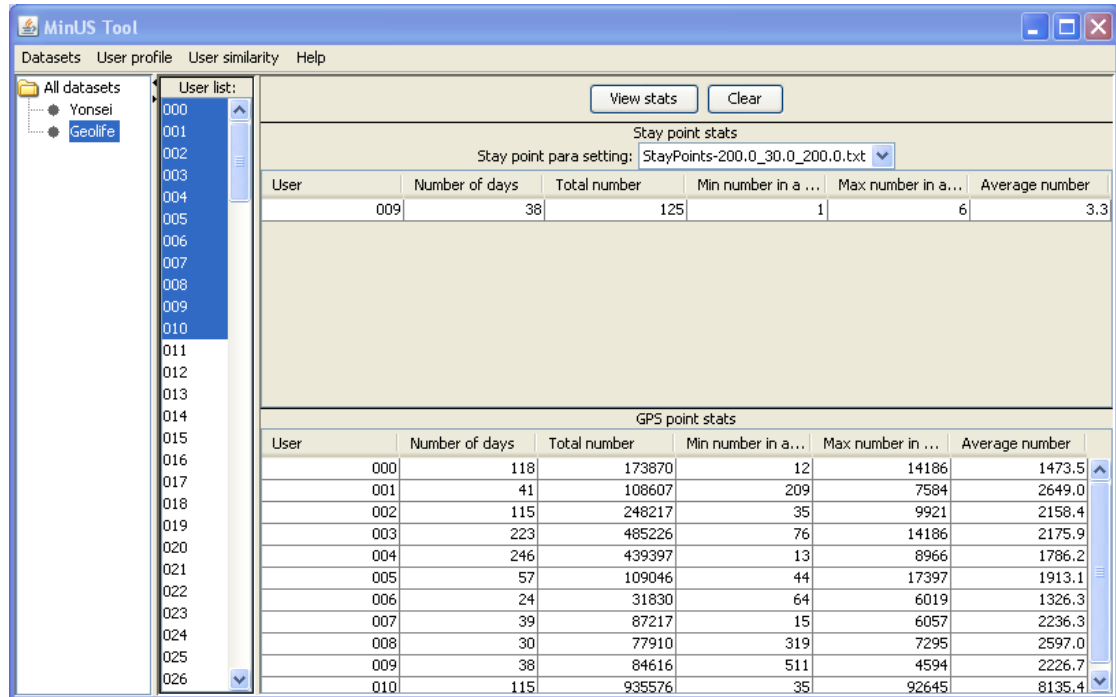 MinUS Tool
Datasets User profile User similarity Help
All datasets
Yonsei
Geolife
User list:
000
001
002
003
004
005
006
007
008
009
010
011
012
013
014
015
016
017
018
019
020
021
022
023
024
025
026
View stats Clear
Stay point stats
Stay point para setting: StayPoints-200.0_30.0_200.0.txt
User Number of days Total number Min number in a ... Max number in a... Average number
009 38 125 1 6 3.3
GPS point stats
User Number of days Total number Min number in a... Max number in ... Average number
000 118 173870 12 14186 1473.5
001 41 108607 209 7584 2649.0
002 115 248217 35 9921 2158.4
003 223 485226 76 14186 2175.9
004 246 439397 13 8966 1786.2
005 57 109046 44 17397 1913.1
006 24 31830 64 6019 1326.3
007 39 87217 15 6057 2236.3
008 30 77910 319 7295 2597.0
009 38 84616 511 4594 2226.7
010 115 935576 35 92645 8135.4